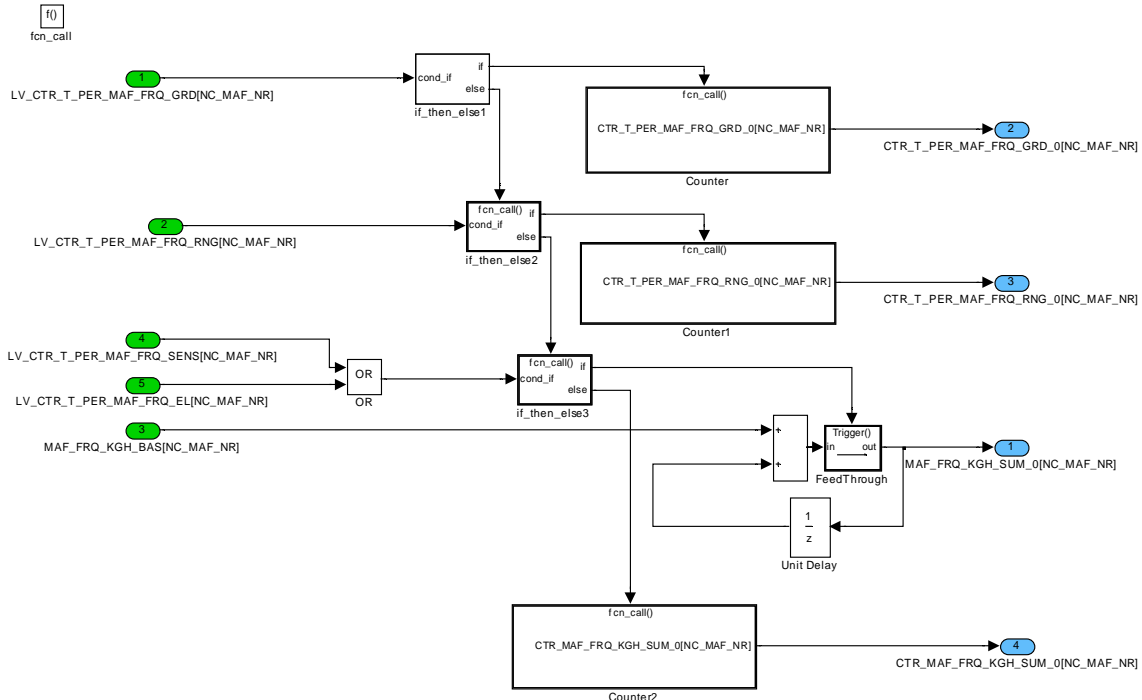 f()
fcn_call
1
LV_CTR_T_PER_MAF_FRQ_GRD[NC_MAF_NR]
cond_if
if
else
if_then_else1
fcn_call()
CTR_T_PER_MAF_FRQ_GRD_0[NC_MAF_NR]
Counter
2
CTR_T_PER_MAF_FRQ_GRD_0[NC_MAF_NR]
2
LV_CTR_T_PER_MAF_FRQ_RNG[NC_MAF_NR]
fcn_call()
cond_if
if
else
if_then_else2
fcn_call()
CTR_T_PER_MAF_FRQ_RNG_0[NC_MAF_NR]
Counter1
3
CTR_T_PER_MAF_FRQ_RNG_0[NC_MAF_NR]
4
LV_CTR_T_PER_MAF_FRQ_SENS[NC_MAF_NR]
5
LV_CTR_T_PER_MAF_FRQ_EL[NC_MAF_NR]
OR
OR
fcn_call()
cond_if
if
else
if_then_else3
3
MAF_FRQ_KGH_BAS[NC_MAF_NR]
+
+
Trigger()
in
out
FeedThrough
1
MAF_FRQ_KGH_SUM_0[NC_MAF_NR]
1
z
Unit Delay
fcn_call()
CTR_MAF_FRQ_KGH_SUM_0[NC_MAF_NR]
Counter2
4
CTR_MAF_FRQ_KGH_SUM_0[NC_MAF_NR]